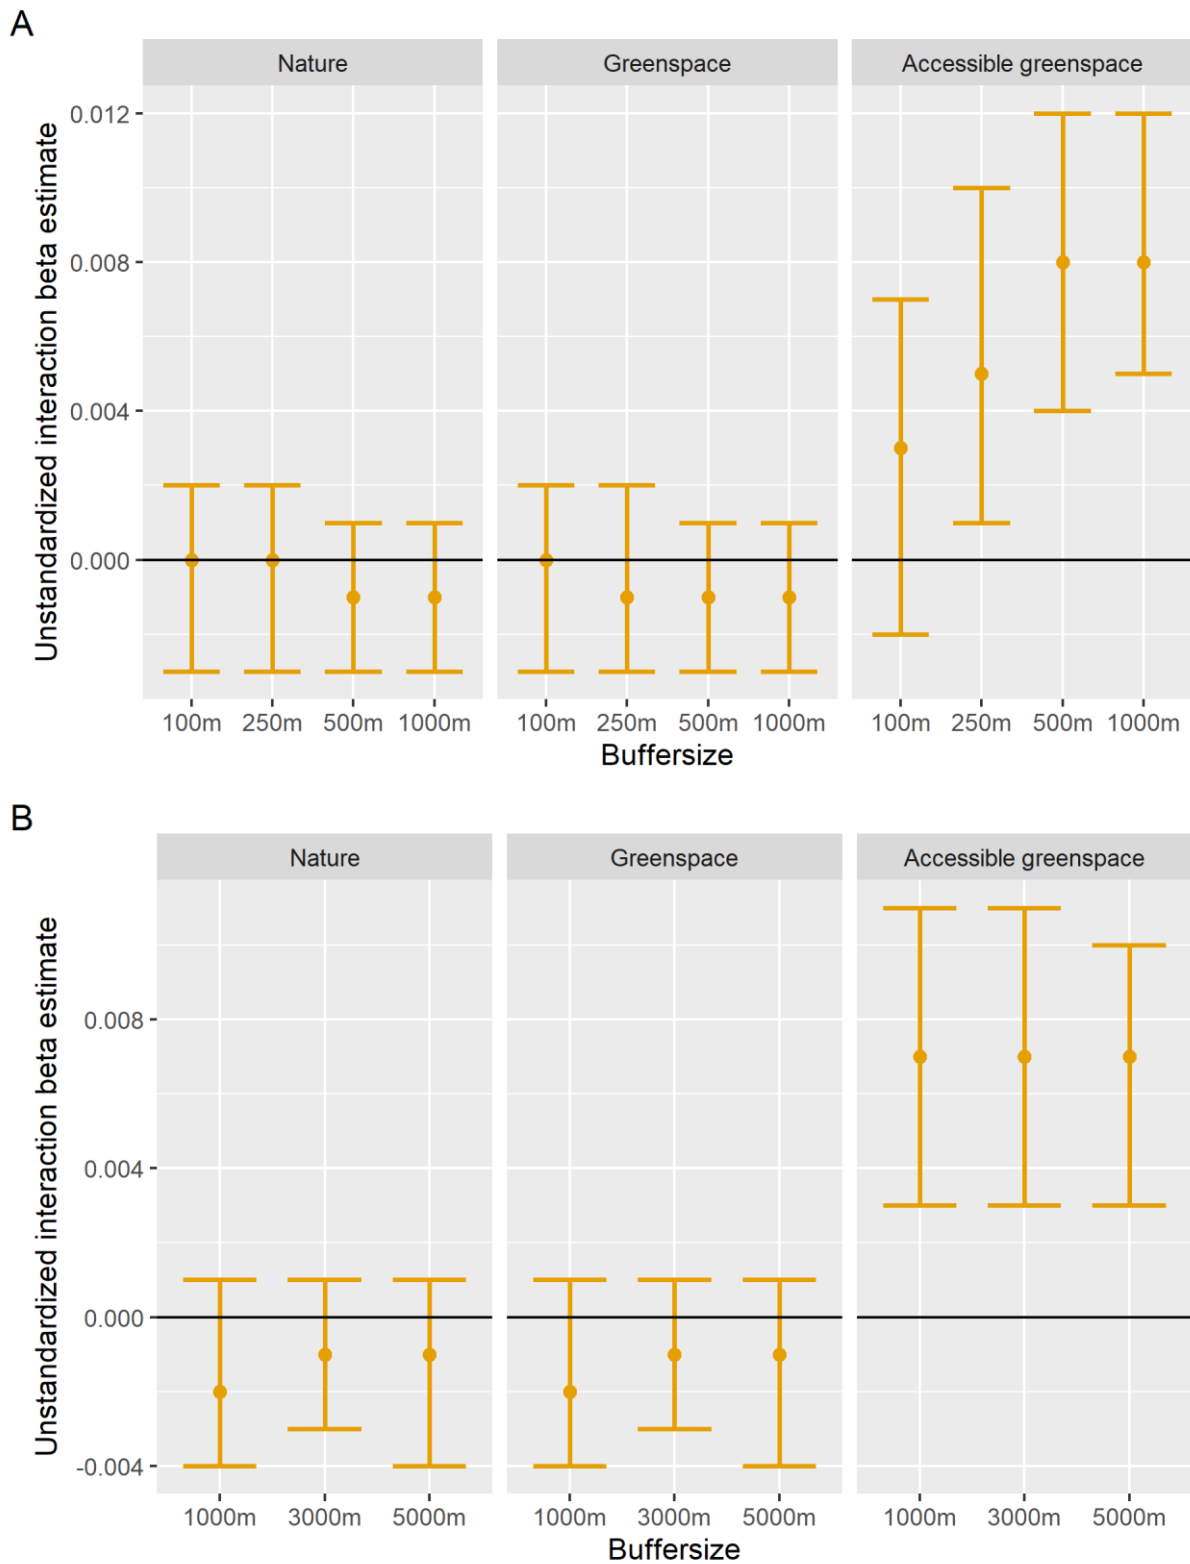 A
Nature Greenspace Accessible greenspace
Unstandardized interaction beta estimate
0.012
0.008
0.004
0.000
100m 250m 500m 1000m 100m 250m 500m 1000m 100m 250m 500m 1000m
Buffersize
B
Nature Greenspace Accessible greenspace
Unstandardized interaction beta estimate
0.008
0.004
0.000
-0.004
1000m 3000m 5000m 1000m 3000m 5000m 1000m 3000m 5000m
Buffersize